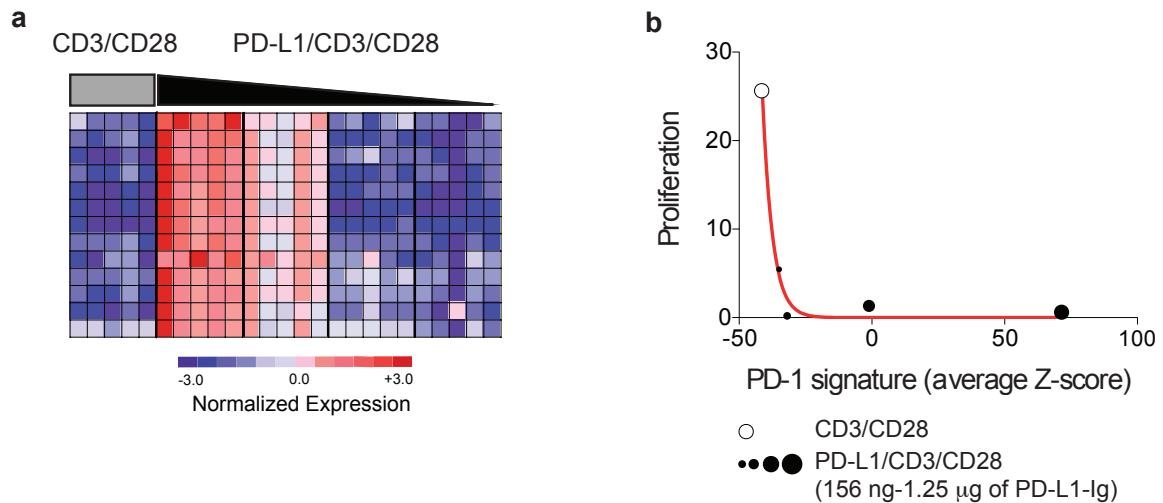 a
CD3/CD28 PD-L1/CD3/CD28
-3.0 0.0 +3.0
Normalized Expression
b
30
20
10
0
-50 0 50 100
Proliferation
PD-1 signature (average Z-score)
CD3/CD28
PD-L1/CD3/CD28
(156 ng-1.25 μg of PD-L1-Ig)